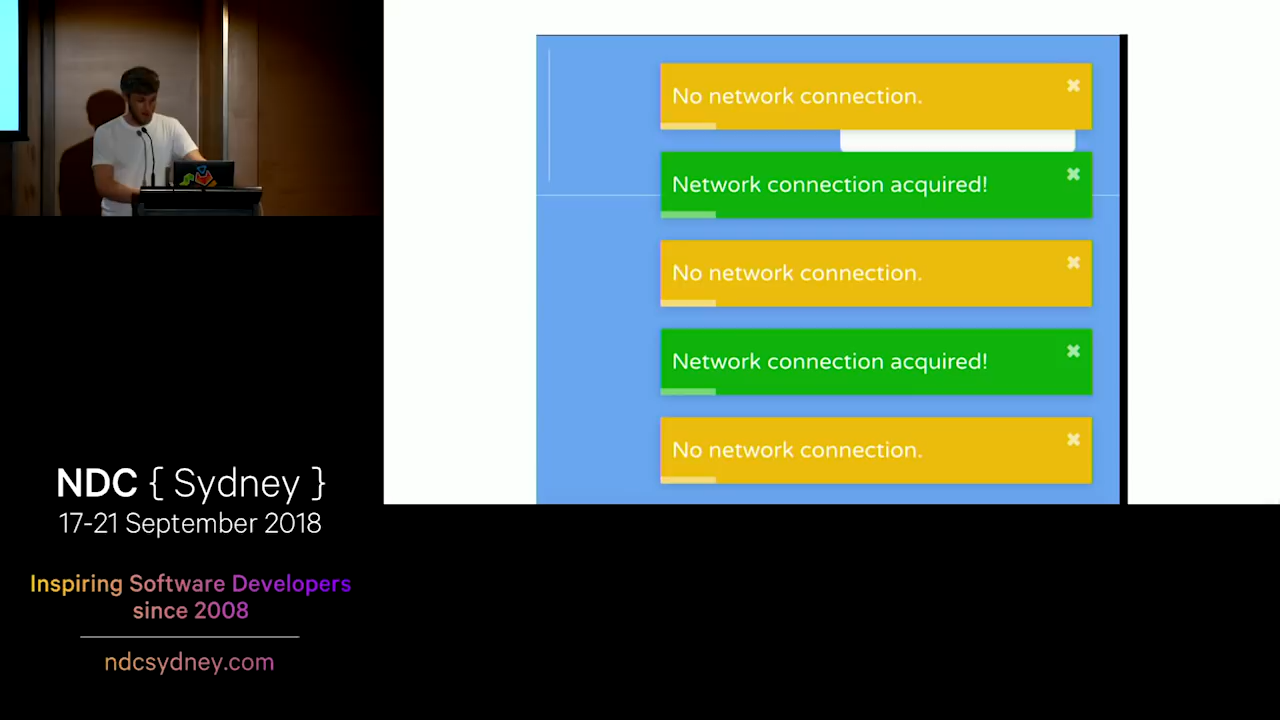 No network connection.
Network connection acquired!
No network connection.
Network connection acquired!
No network connection.
NDC { Sydney }
17-21 September 2018
Inspiring Software Developers
since 2008
ndcsydney.com